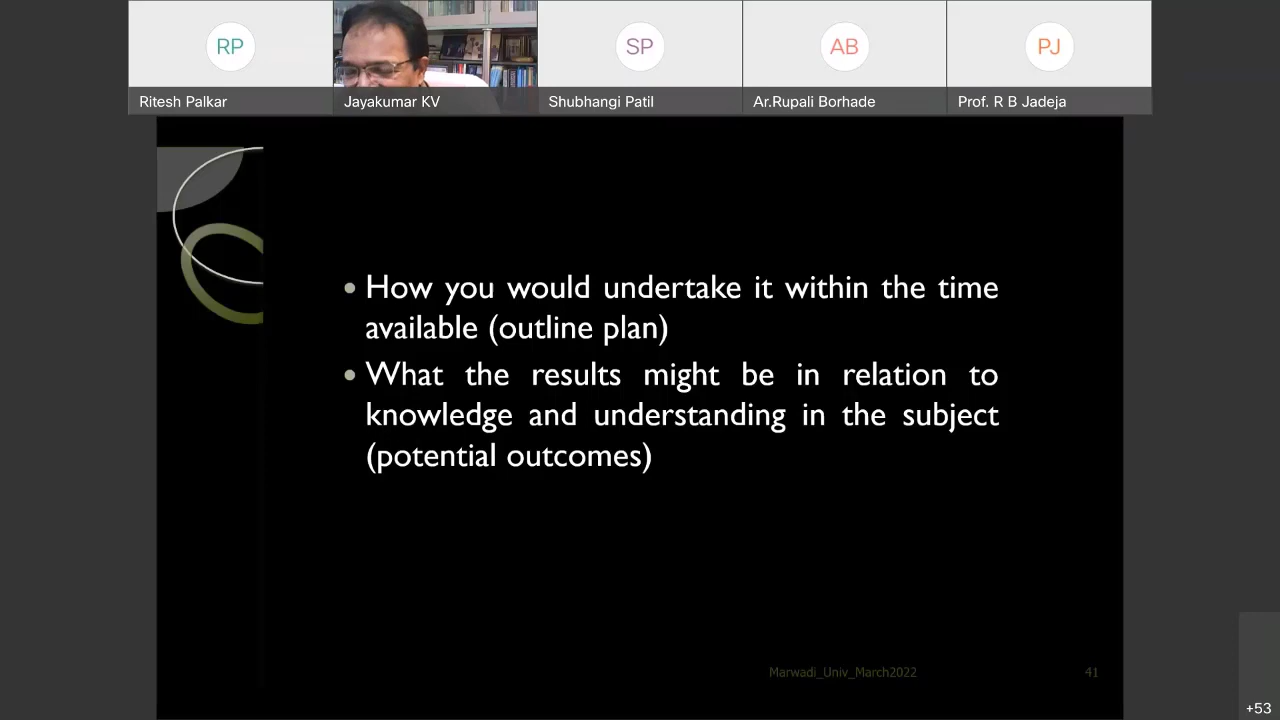 RP
SP
AB
PJ
Ritesh Palkar
Jayakumar KV
Shubhangi Patil
Ar.Rupali Borhade
Prof. R B Jadeja
• How you would undertake it within the time
available (outline plan)
• What the results might be in relation to
knowledge and understanding in the subject
(potential outcomes)
Marwadi_Univ_March2022
41
+53